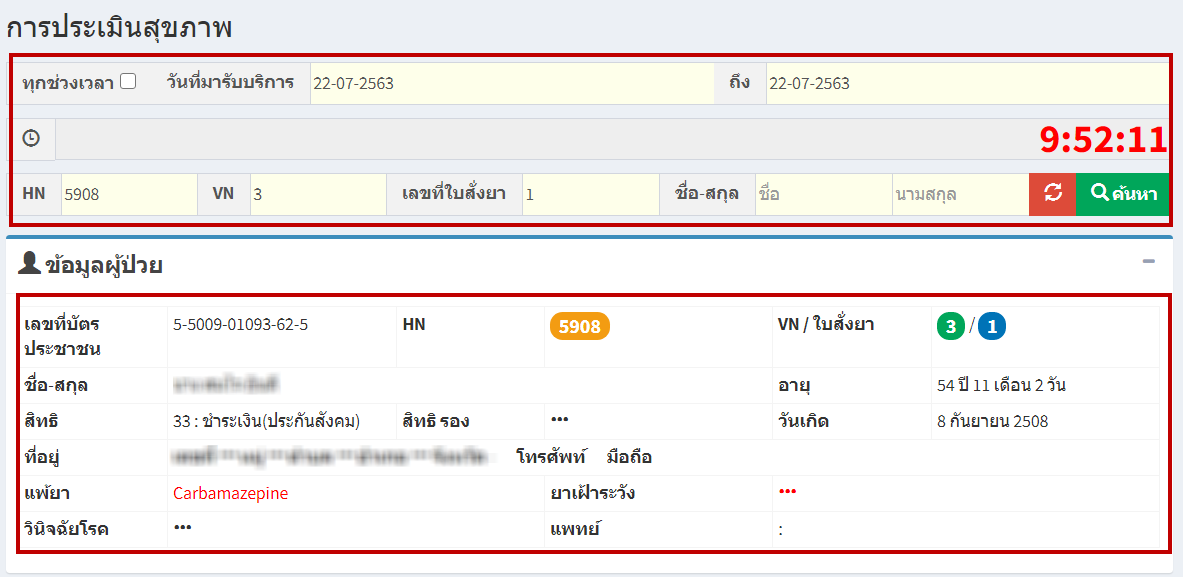 การประเมินสุขภาพ
ทุกช่วงเวลา วันที่มารับบริการ 22-07-2563 ถึง 22-07-2563
9:52:11
HN 5908 VN 3 เลขที่ใบสั่งยา 1 ชื่อ-สกุล ชื่อ นามสกุล ค้นหา
ข้อมูลผู้ป่วย
เลขที่บัตร 5-5009-01093-62-5 HN 5908 VN / ใบสั่งยา 3 / 1
ประชาชน
ชื่อ-สกุล อายุ 54 ปี 11 เดือน 2 วัน
สิทธิ 33 : ชำระเงิน(ประกันสังคม) สิทธิ รอง ••• วันเกิด 8 กันยายน 2508
ที่อยู่ โทรศัพท์ มือถือ
แพ้ยา Carbamazepine ยาเฝ้าระวัง •••
วินิจฉัยโรค ••• แพทย์ :